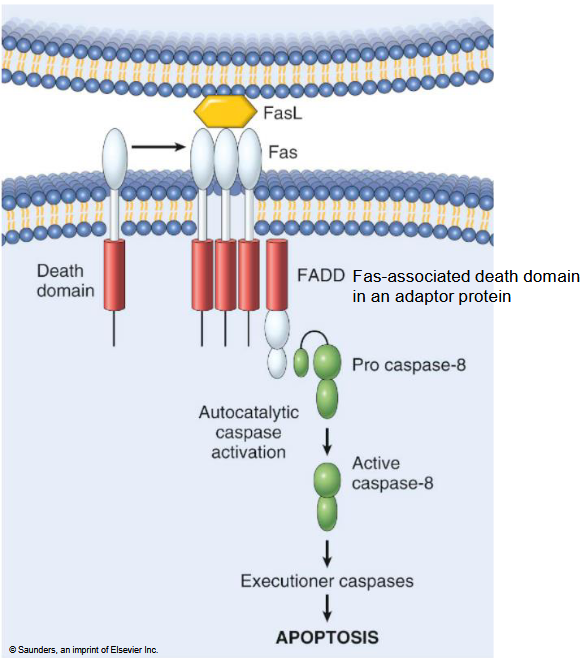 FasL
Fas
Death
domain
FADD Fas-associated death domain
in an adaptor protein
Pro caspase-8
Autocatalytic
caspase
activation
Active
caspase-8
Executioner caspases
APOPTOSIS
© Saunders, an imprint of Elsevier Inc.